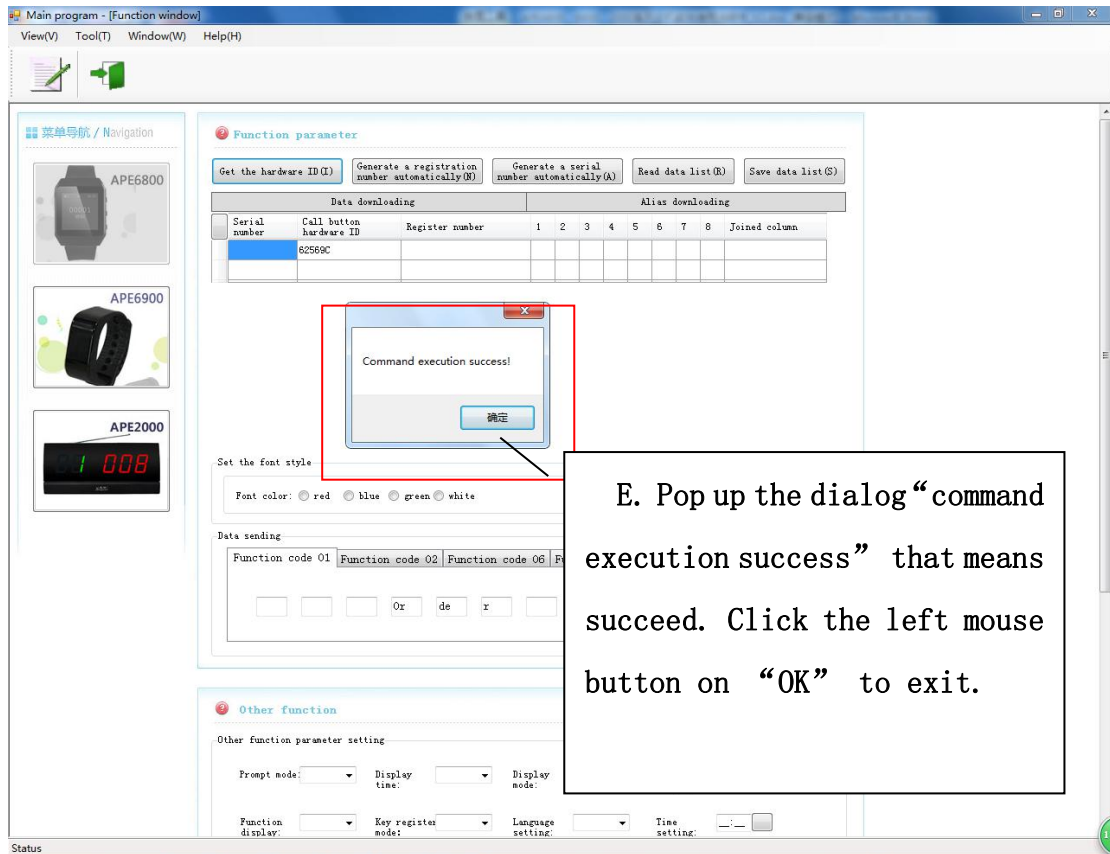 Main program - [Function window]
View(V) Tool(T) Window(W) Help(H)
菜单导航 / Navigation
APE6800
APE6900
APE2000
008
Function parameter
Get the hardware ID(I)
Generate a registration
number automatically(N)
Generate a serial
number automatically(A)
Read data list(R)
Save data list(S)
Data downloading
Alias downloading
Serial
number
Call button
hardware ID
Register number
1 2 3 4 5 6 7 8 Joined column
62569C
Command execution success!
确定
Set the font style
Font color: red blue green white
Data sending
Function code 01 Function code 02 Function code 06
Or de r
E. Pop up the dialog“command
execution success” that means
succeed. Click the left mouse
button on “OK” to exit.
Other function
Other function parameter setting
Prompt mode:
Display
time:
Display
mode:
Function
display:
Key register
mode:
Language
setting:
Time
setting:
_:_
Status